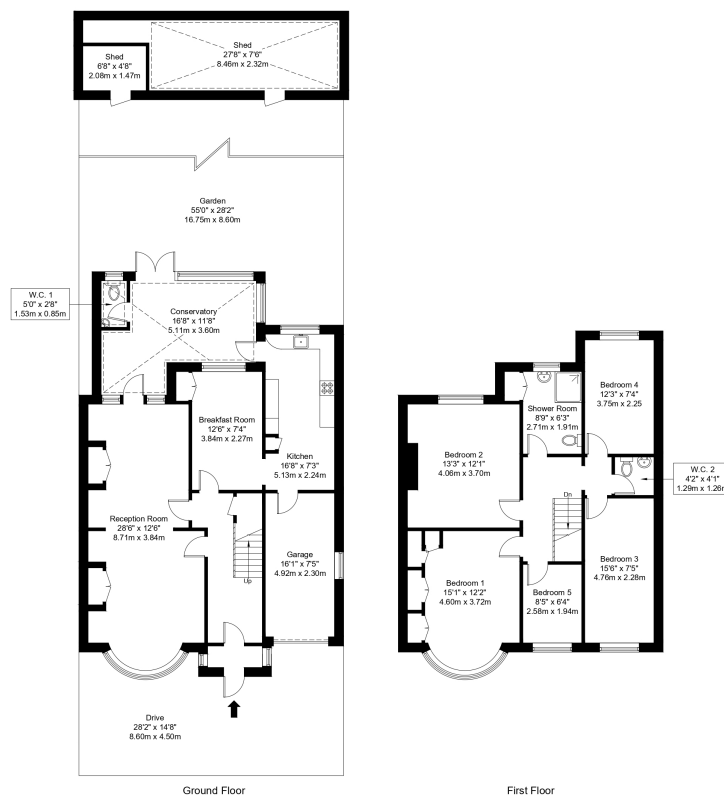 Shed
6'8" x 4'8"
2.08m x 1.47m
Shed
27'8" x 7'6"
8.46m x 2.32m
Garden
55'0" x 28'2"
16.75m x 8.60m
W.C. 1
5'0" x 2'8"
1.53m x 0.85m
Conservatory
16'8" x 11'8"
5.11m x 3.60m
Breakfast Room
12'6" x 7'4"
3.84m x 2.27m
Kitchen
16'8" x 7'3"
5.13m x 2.24m
Reception Room
28'6" x 12'6"
8.71m x 3.84m
Garage
16'1" x 7'5"
4.92m x 2.30m
Up
Drive
28'2" x 14'8"
8.60m x 4.50m
Ground Floor
Bedroom 4
12'3" x 7'4"
3.75m x 2.25
Shower Room
8'9" x 6'3"
2.71m x 1.91m
Bedroom 2
13'3" x 12'1"
4.06m x 3.70m
W.C. 2
4'2" x 4'1"
1.29m x 1.26m
Dn
Bedroom 3
15'6" x 7'5"
4.76m x 2.28m
Bedroom 1
15'1" x 12'2"
4.60m x 3.72m
Bedroom 5
8'5" x 6'4"
2.58m x 1.94m
First Floor